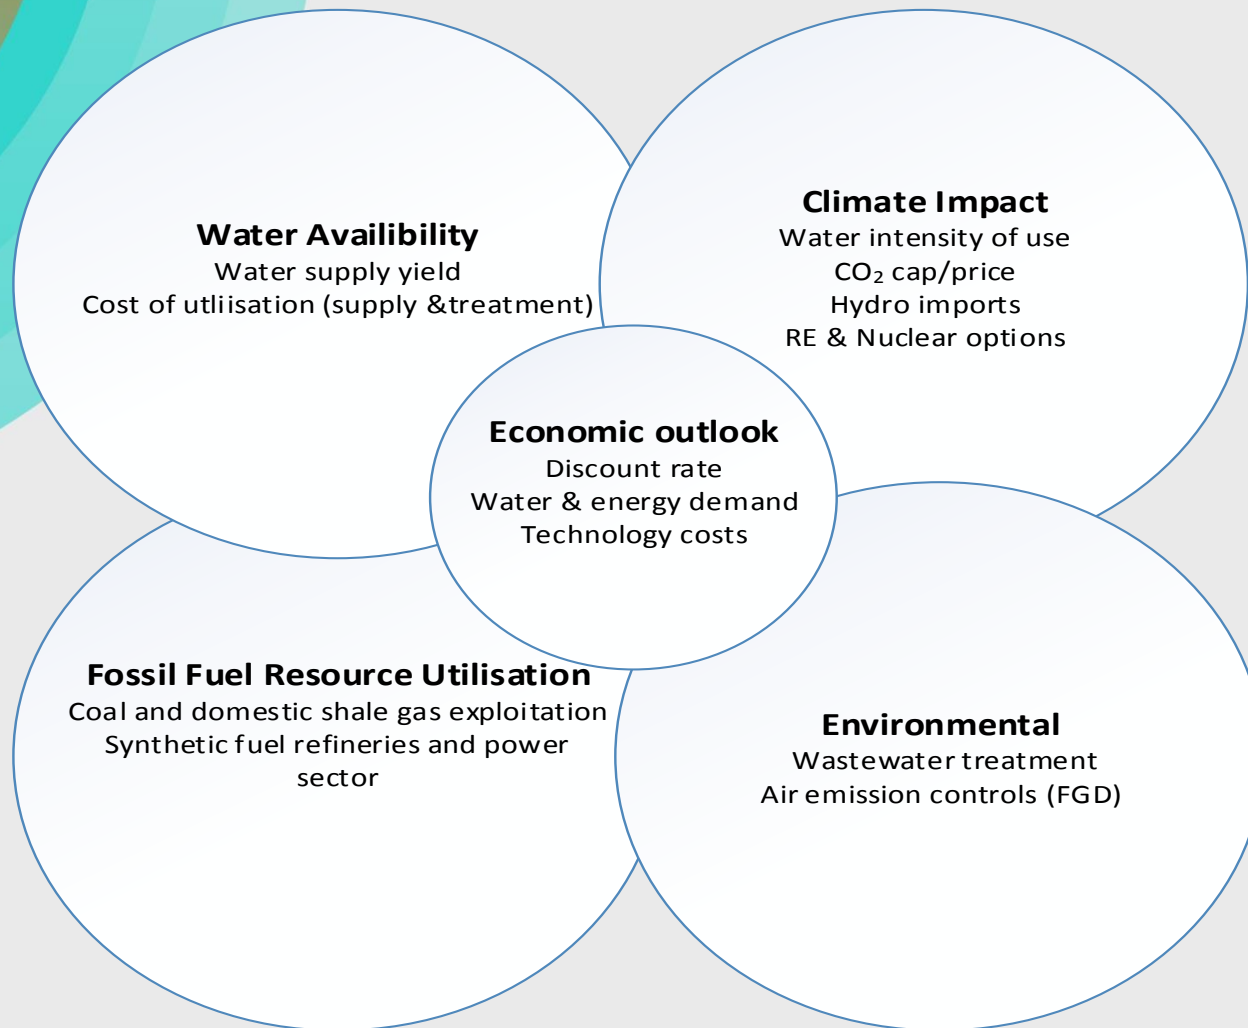 Water Availibility
Water supply yield
Cost of utliisation (supply &treatment)
Climate Impact
Water intensity of use
CO₂ cap/price
Hydro imports
RE & Nuclear options
Economic outlook
Discount rate
Water & energy demand
Technology costs
Fossil Fuel Resource Utilisation
Coal and domestic shale gas exploitation
Synthetic fuel refineries and power
sector
Environmental
Wastewater treatment
Air emission controls (FGD)